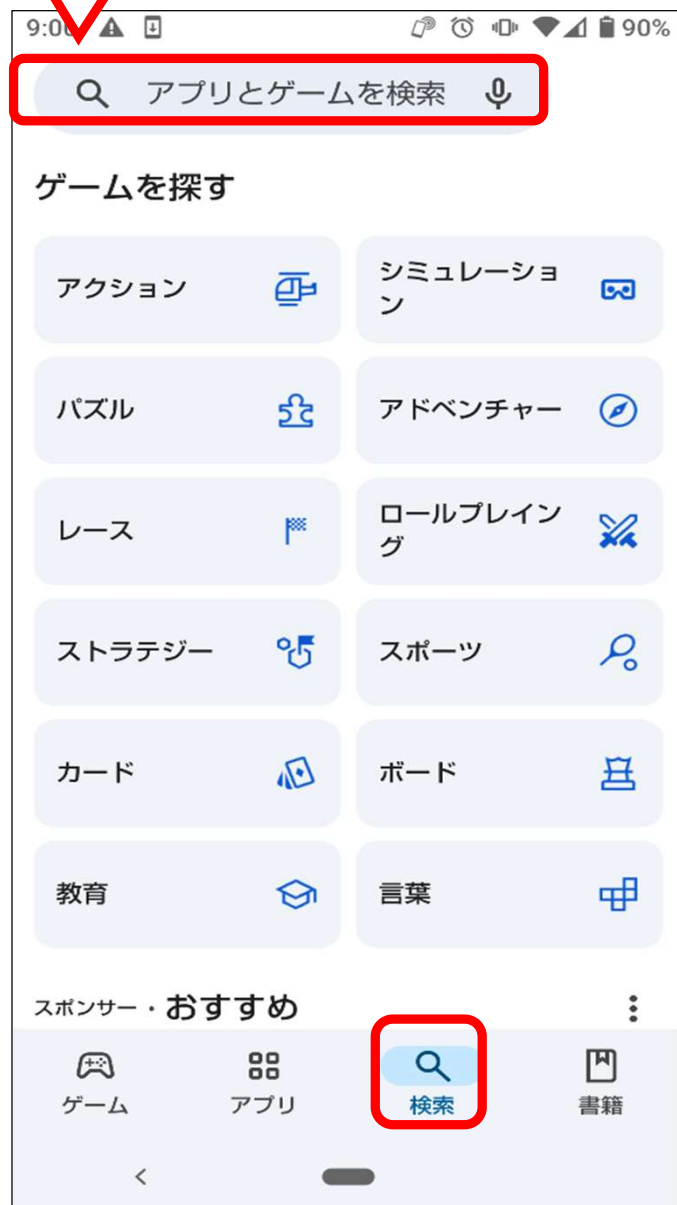 9:0
90%
アプリとゲームを検索
ゲームを探す
アクション
シミュレーショ
ン
パズル
アドベンチャー
レース
ロールプレイン
グ
ストラテジー
スポーツ
カード
ボード
教育
言葉
スポンサー・おすすめ
ゲーム
アプリ
検索
書籍